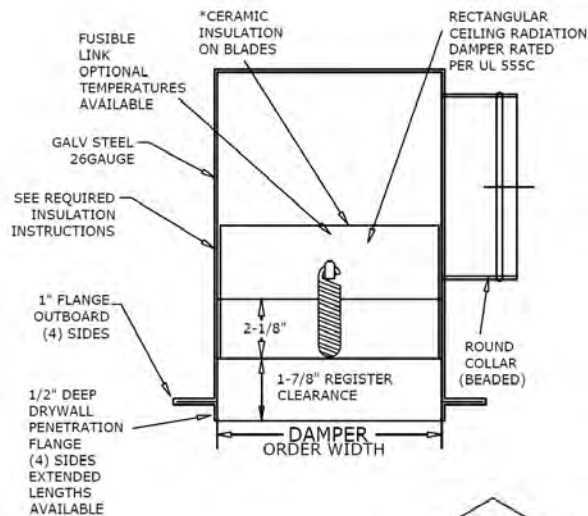 *CERAMIC
INSULATION
ON BLADES
RECTANGULAR
CEILING RADIATION
DAMPER RATED
PER UL 555C
FUSIBLE
LINK
OPTIONAL
TEMPERATURES
AVAILABLE
GALV STEEL
26GAUGE
SEE REQUIRED
INSULATION
INSTRUCTIONS
1" FLANGE
OUTBOARD
(4) SIDES
2-1/8"
ROUND
COLLAR
(BEADED)
1-7/8" REGISTER
CLEARANCE
1/2" DEEP
DRYWALL
PENETRATION
FLANGE
(4) SIDES
EXTENDED
LENGTHS
AVAILABLE
DAMPER
ORDER WIDTH